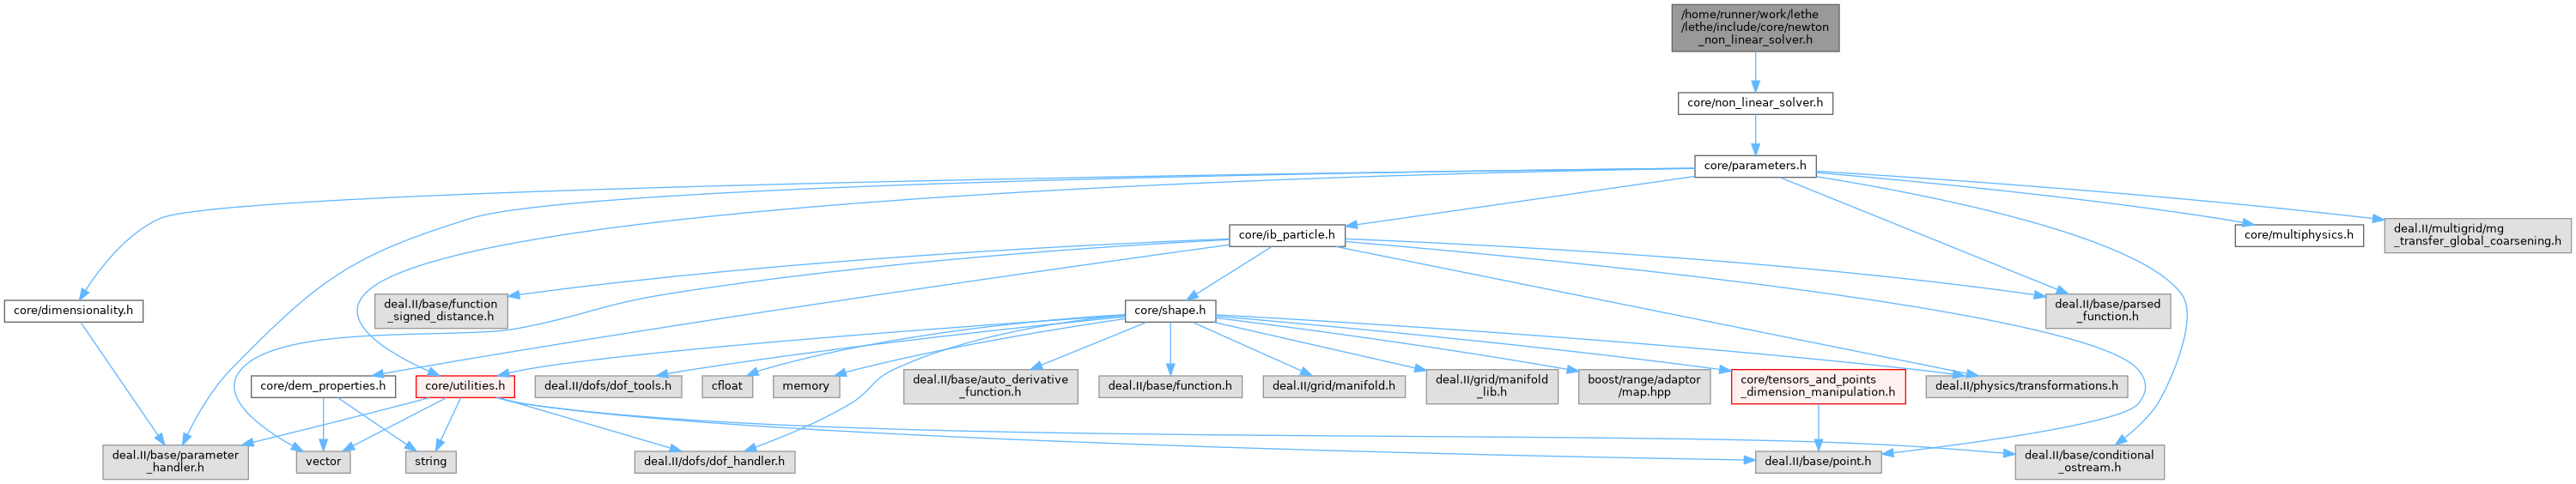 /home/runner/work/lethe
/lethe/include/core/newton
_non_linear_solver.h
core/non_linear_solver.h
core/parameters.h
core/ib_particle.h
core/multiphysics.h
deal.II/multigrid/mg
_transfer_global_coarsening.h
core/dimensionality.h
deal.II/base/function
_signed_distance.h
core/shape.h
deal.II/base/parsed
_function.h
core/dem_properties.h
core/utilities.h
deal.II/dofs/dof_tools.h
cfloat
memory
deal.II/base/auto_derivative
_function.h
deal.II/base/function.h
deal.II/grid/manifold.h
deal.II/grid/manifold
_lib.h
boost/range/adaptor
/map.hpp
core/tensors_and_points
_dimension_manipulation.h
deal.II/physics/transformations.h
deal.II/base/parameter
_handler.h
vector
string
deal.II/dofs/dof_handler.h
deal.II/base/point.h
deal.II/base/conditional
_ostream.h